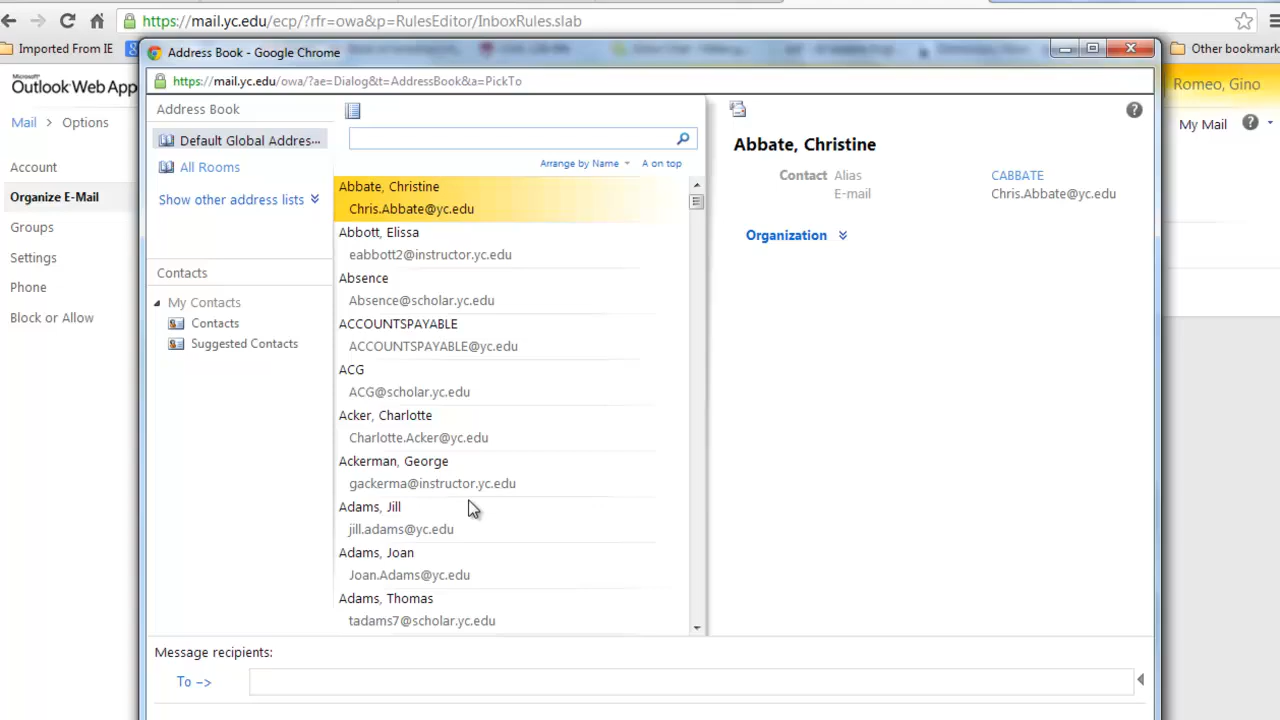 https://mail.yc.edu/ecp/?rfr=owa&p=RulesEditor/InboxRules.slab
Imported From IE
Other bookmark
Address Book - Google Chrome
https://mail.yc.edu/owa/?ae=Dialog&t=AddressBook&a=PickTo
Microsoft®
Outlook Web App
Romeo, Gino
Mail › Options
My Mail
Account
Organize E-Mail
Groups
Settings
Phone
Block or Allow
Address Book
Default Global Addres...
All Rooms
Show other address lists
Contacts
My Contacts
Contacts
Suggested Contacts
Arrange by Name
A on top
Abbate, Christine
Chris.Abbate@yc.edu
Abbott, Elissa
eabbott2@instructor.yc.edu
Absence
Absence@scholar.yc.edu
ACCOUNTSPAYABLE
ACCOUNTSPAYABLE@yc.edu
ACG
ACG@scholar.yc.edu
Acker, Charlotte
Charlotte.Acker@yc.edu
Ackerman, George
gackerma@instructor.yc.edu
Adams, Jill
jill.adams@yc.edu
Adams, Joan
Joan.Adams@yc.edu
Adams, Thomas
tadams7@scholar.yc.edu
Abbate, Christine
Contact Alias CABBATE
E-mail Chris.Abbate@yc.edu
Organization
Message recipients:
To ->